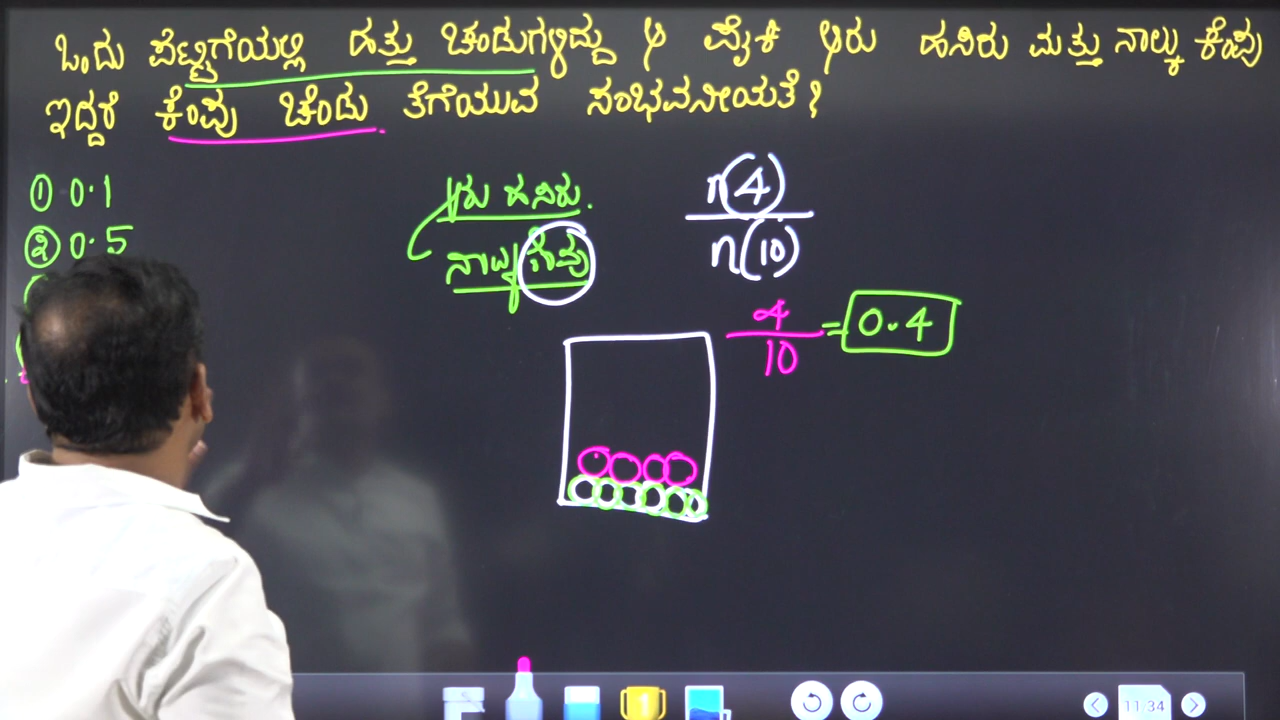 ಒಂದು ಪೆಟ್ಟಿಗೆಯಲ್ಲಿ ಹತ್ತು ಚಂಡುಗಳಿದ್ದು ಆ ಪೈಕಿ ಆರು ಹಸಿರು ಮತ್ತು ನಾಲ್ಕು ಕೆಂಪು
ಇದ್ದರೆ ಕೆಂಪು ಚೆಂಡು ತೆಗೆಯುವ ಸಂಭವನೀಯತೆ?
① 0.1
② 0.5
ಆರು ಹಸಿರು.
ನಾಲ್ಕು ಕೆಂಪು
n(4)
n(10)
4
10
= 0.4
11 34